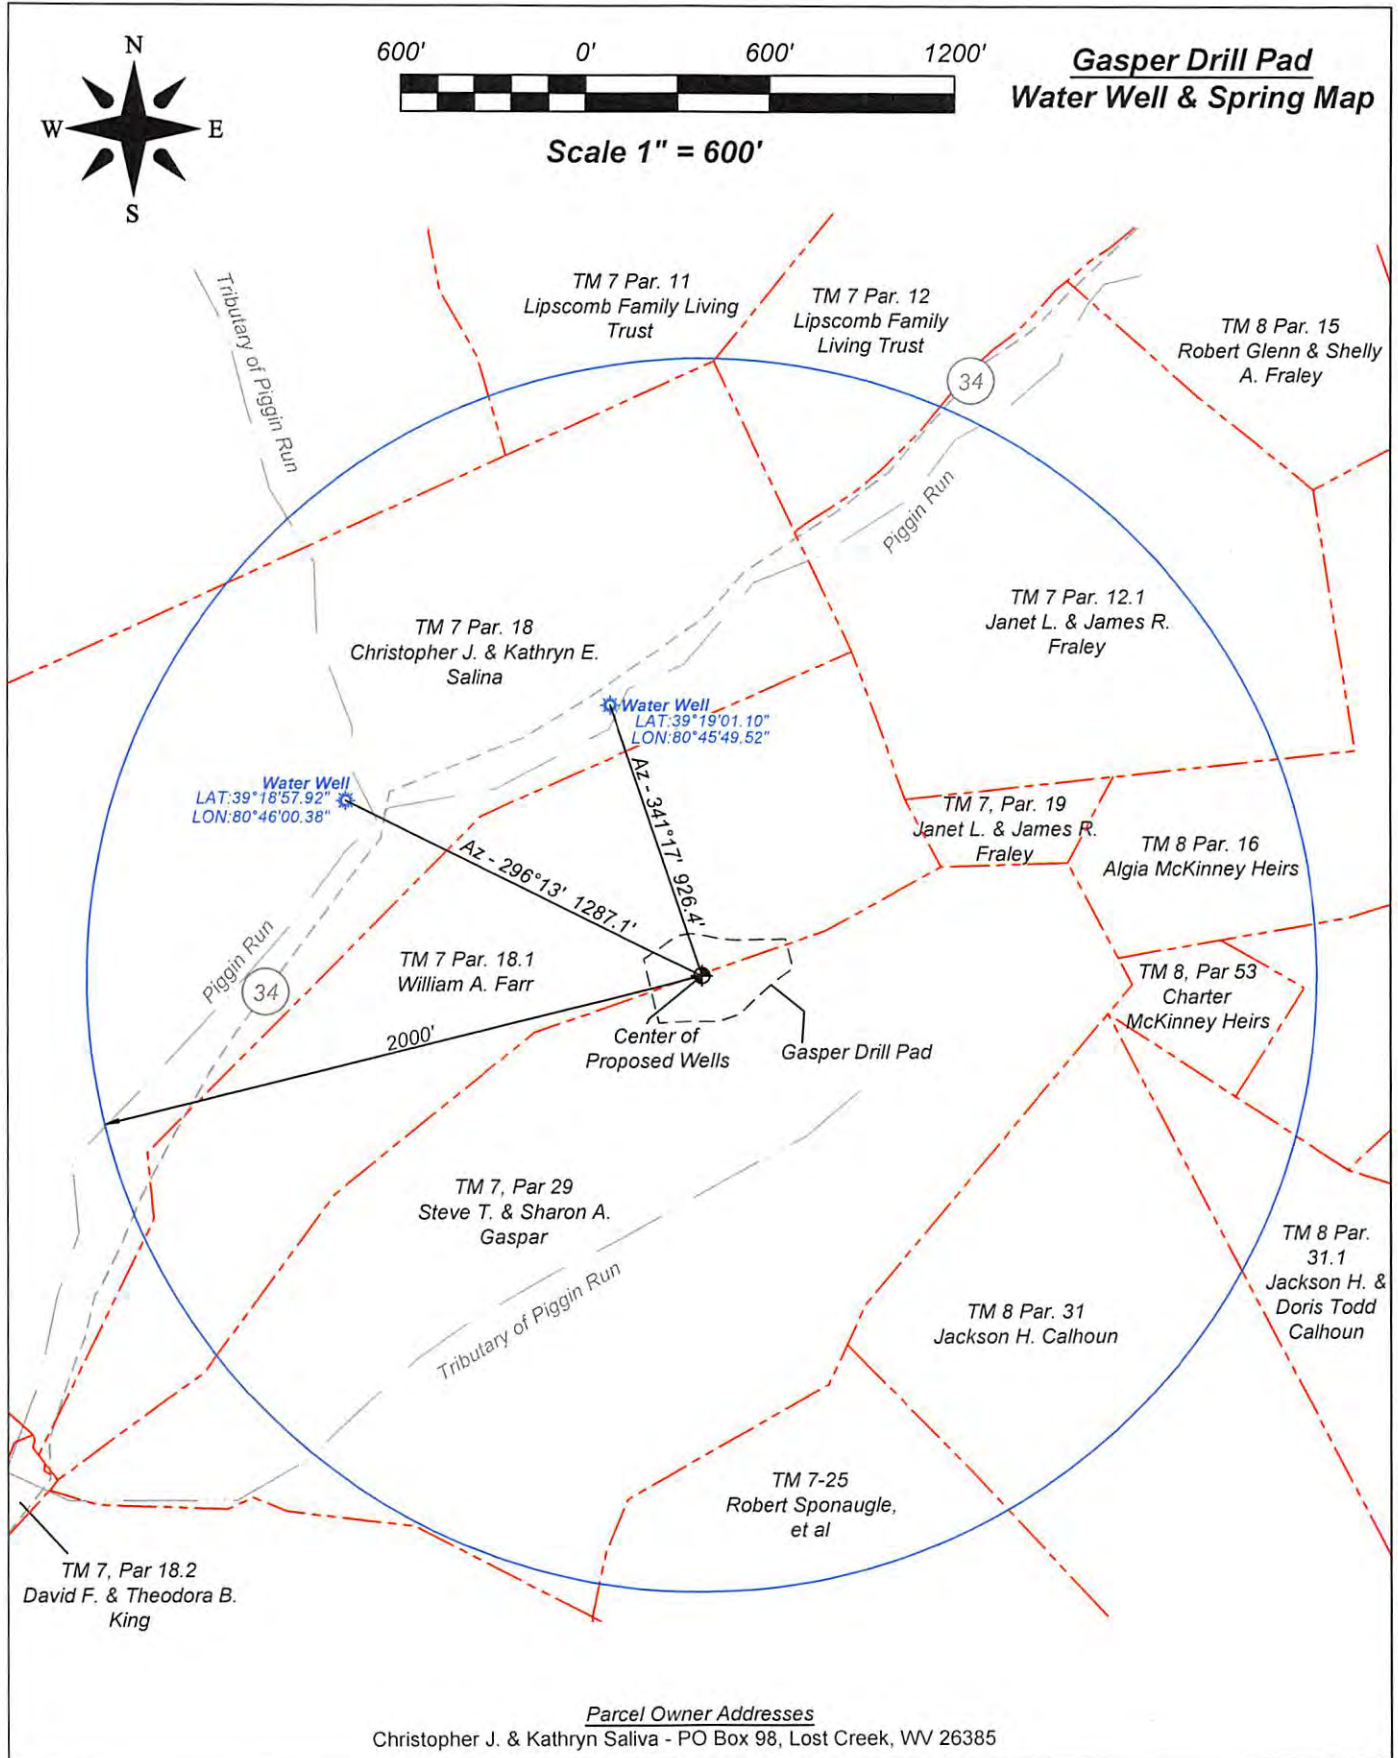 N
W
E
S
600'
0'
600'
1200'
Scale 1" = 600'
Gasper Drill Pad
Water Well & Spring Map
Tributary of Piggin Run
TM 7 Par. 11
Lipscomb Family Living
Trust
TM 7 Par. 12
Lipscomb Family
Living Trust
34
TM 8 Par. 15
Robert Glenn & Shelly
A. Fraley
Piggin Run
TM 7 Par. 18
Christopher J. & Kathryn E.
Salina
TM 7 Par. 12.1
Janet L. & James R.
Fraley
Water Well
LAT:39°19'01.10"
LON:80°45'49.52"
Water Well
LAT:39°18'57.92"
LON:80°46'00.38"
Az - 341°17' 926.4'
Az - 296°13' 1287.1'
TM 7, Par. 19
Janet L. & James R.
Fraley
TM 8 Par. 16
Algia McKinney Heirs
Piggin Run
34
TM 7 Par. 18.1
William A. Farr
TM 8, Par 53
Charter
McKinney Heirs
2000'
Center of
Proposed Wells
Gasper Drill Pad
TM 7, Par 29
Steve T. & Sharon A.
Gaspar
Tributary of Piggin Run
TM 8 Par.
31.1
Jackson H. &
Doris Todd
Calhoun
TM 8 Par. 31
Jackson H. Calhoun
TM 7-25
Robert Sponaugle,
et al
TM 7, Par 18.2
David F. & Theodora B.
King
Parcel Owner Addresses
Christopher J. & Kathryn Saliva - PO Box 98, Lost Creek, WV 26385